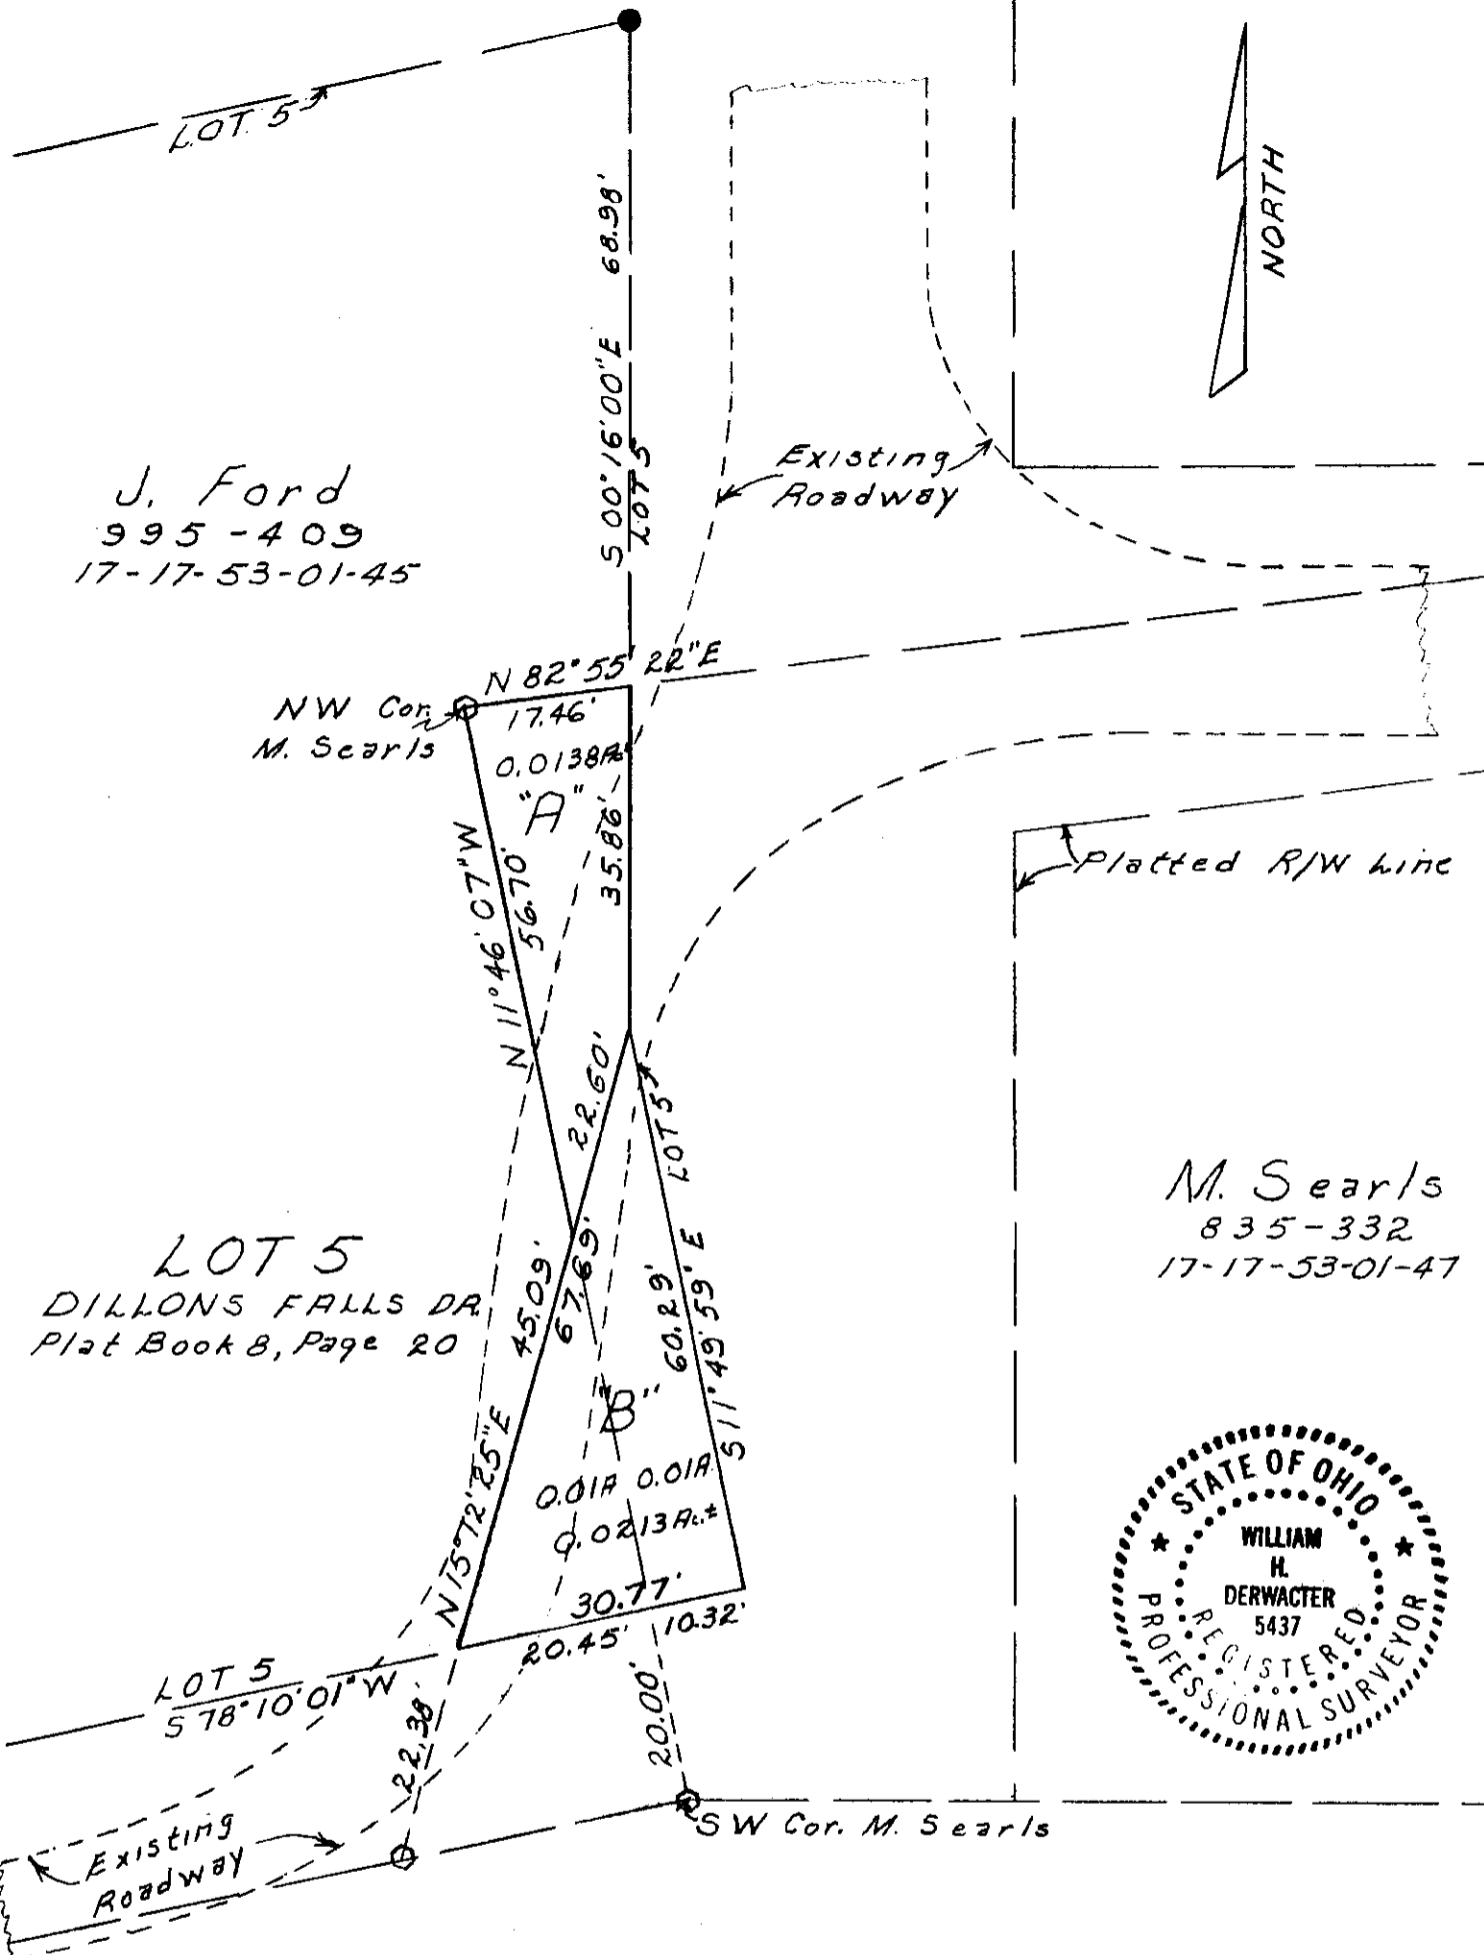 LOT 5
S 00° 16' 00" E 68.98'
LOT 5
NORTH
Existing
Roadway
J. Ford
995-409
17-17-53-01-45
N 82° 55' 22" E
17.46'
NW Cor.
M. Searls
"A"
35.86'
N 11° 46' 07" W
56.70'
Platted R/W Line
22.60'
LOT 5
M. Searls
835-332
17-17-53-01-47
LOT 5
DILLONS FALLS DR
Plat Book 8, Page 20
45.09'
67.69'
60.29'
S 11° 49' 59" E
"B"
0.01A 0.01A
0.0213 Ac.±
N 15° 12' 25" E
30.77'
20.45' 10.32'
LOT 5
S 78° 10' 01" W
22.38'
20.00'
SW Cor. M. Searls
Existing
Roadway
STATE OF OHIO
WILLIAM
H.
DERWACTER
5437
REGISTERED
PROFESSIONAL SURVEYOR